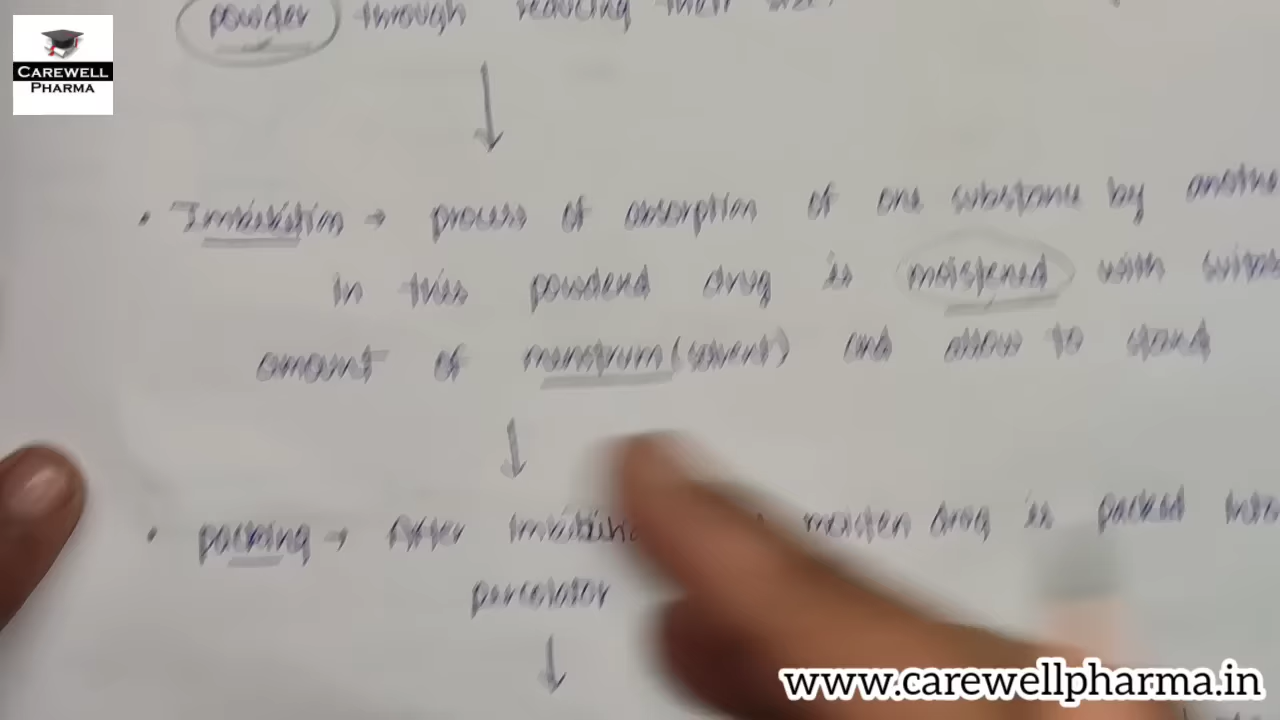 CAREWELL
PHARMA
powder through reducing their size.
• Imbibition → process of absorption of one substance by
in this powdered drug is moistened with
amount of menstrum (solvent) and allow to stand
• packing → After moisten drug is packed
percolator
www.carewellpharma.in